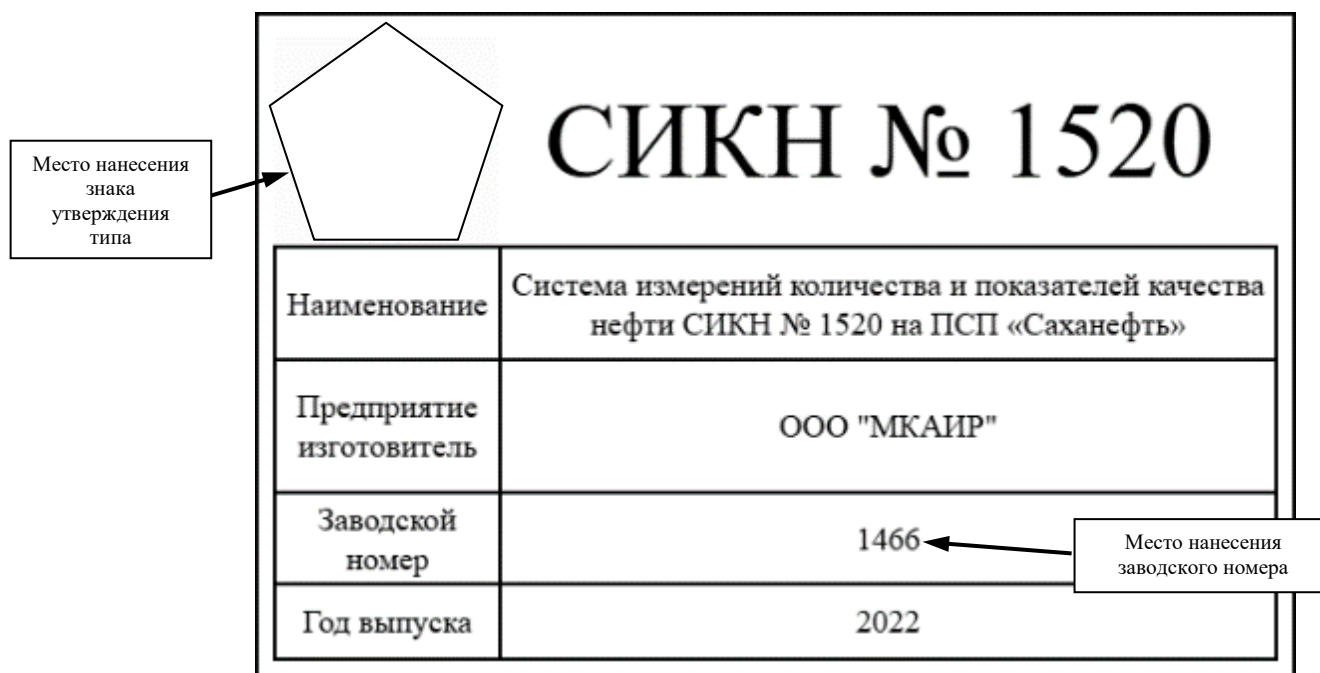 СИКН № 1520
Место нанесения
знака
утверждения
типа
Наименование
Система измерений количества и показателей качества
нефти СИКН № 1520 на ПСП «Саханефть»
Предприятие
изготовитель
ООО "МКАИР"
Заводской
номер
1466
Место нанесения
заводского номера
Год выпуска
2022